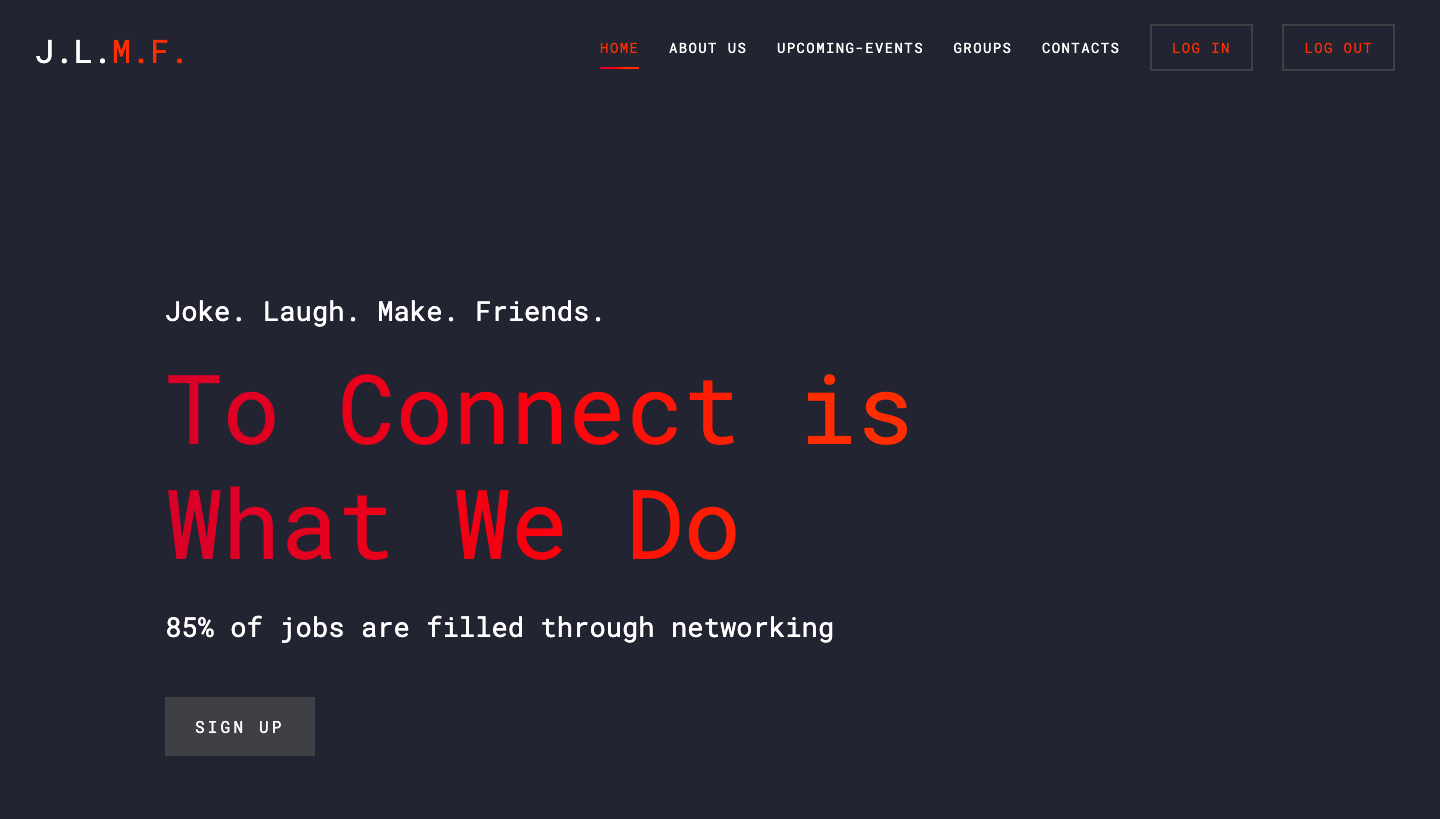 J.L.M.F.
HOME ABOUT US UPCOMING-EVENTS GROUPS CONTACTS LOG IN LOG OUT
Joke. Laugh. Make. Friends.
To Connect is
What We Do
85% of jobs are filled through networking
SIGN UP